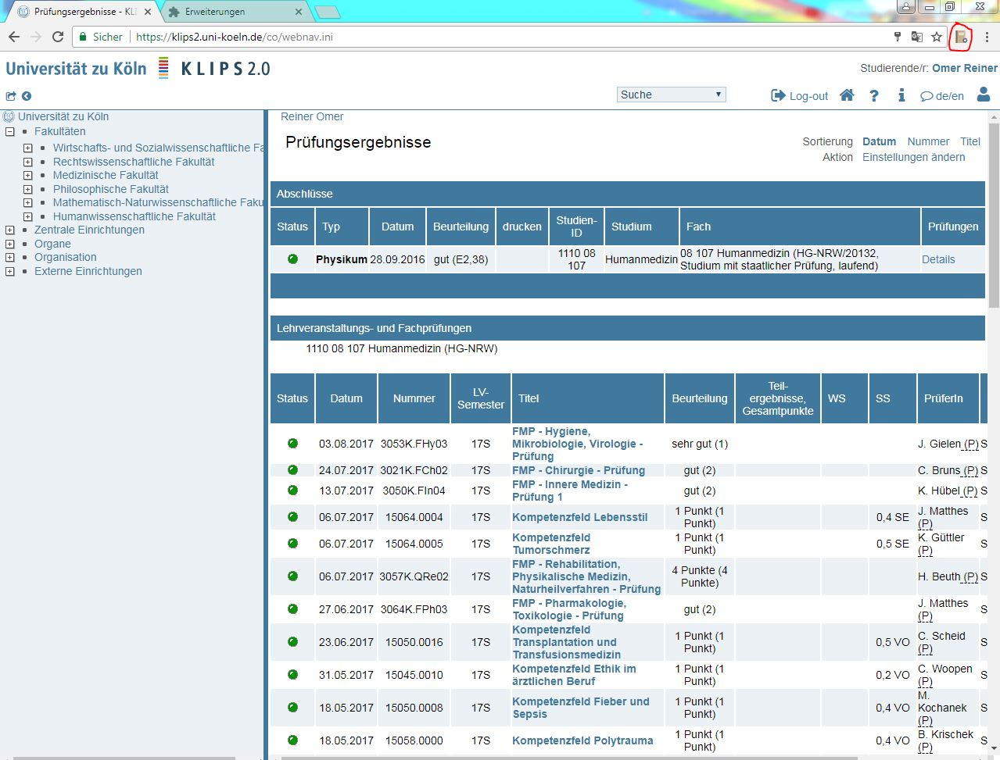 Prüfungsergebnisse - KLI
Erweiterungen
Sicher https://klips2.uni-koeln.de/co/webnav.ini
Universität zu Köln KLIPS 2.0
Studierende/r: Omer Reiner
Suche
Log-out ? i de/en
Universität zu Köln
Fakultäten
Wirtschafts- und Sozialwissenschaftliche Fa
Rechtswissenschaftliche Fakultät
Medizinische Fakultät
Philosophische Fakultät
Mathematisch-Naturwissenschaftliche Faku
Humanwissenschaftliche Fakultät
Zentrale Einrichtungen
Organe
Organisation
Externe Einrichtungen
Reiner Omer
Prüfungsergebnisse
Sortierung Datum Nummer Titel
Aktion Einstellungen ändern
Abschlüsse
Status Typ Datum Beurteilung drucken Studien-ID Studium Fach Prüfungen
Physikum 28.09.2016 gut (E2,38) 1110 08 107 Humanmedizin 08 107 Humanmedizin (HG-NRW/20132, Studium mit staatlicher Prüfung, laufend) Details
Lehrveranstaltungs- und Fachprüfungen
1110 08 107 Humanmedizin (HG-NRW)
Status Datum Nummer LV-Semester Titel Beurteilung Teil-ergebnisse, Gesamtpunkte WS SS PrüferIn
03.08.2017 3053K.FHy03 17S FMP - Hygiene, Mikrobiologie, Virologie - Prüfung sehr gut (1) J. Gielen (P) S
24.07.2017 3021K.FCh02 17S FMP - Chirurgie - Prüfung gut (2) C. Bruns (P) S
13.07.2017 3050K.FIn04 17S FMP - Innere Medizin - Prüfung 1 gut (2) K. Hübel (P) S
06.07.2017 15064.0004 17S Kompetenzfeld Lebensstil 1 Punkt (1 Punkt) 0,4 SE J. Matthes (P) S
06.07.2017 15064.0005 17S Kompetenzfeld Tumorschmerz 1 Punkt (1 Punkt) 0,5 SE K. Güttler (P) S
06.07.2017 3057K.QRe02 17S FMP - Rehabilitation, Physikalische Medizin, Naturheilverfahren - Prüfung 4 Punkte (4 Punkte) H. Beuth (P) S
27.06.2017 3064K.FPh03 17S FMP - Pharmakologie, Toxikologie - Prüfung gut (2) J. Matthes (P) S
23.06.2017 15050.0016 17S Kompetenzfeld Transplantation und Transfusionsmedizin 1 Punkt (1 Punkt) 0,5 VO C. Scheid (P) S
31.05.2017 15045.0010 17S Kompetenzfeld Ethik im ärztlichen Beruf 1 Punkt (1 Punkt) 0,2 VO C. Woopen (P) S
18.05.2017 15050.0008 17S Kompetenzfeld Fieber und Sepsis 1 Punkt (1 Punkt) 0,4 VO M. Kochanek (P) S
18.05.2017 15058.0000 17S Kompetenzfeld Polytrauma 1 Punkt (1 Punkt) 0,4 VO B. Krischek (P) S